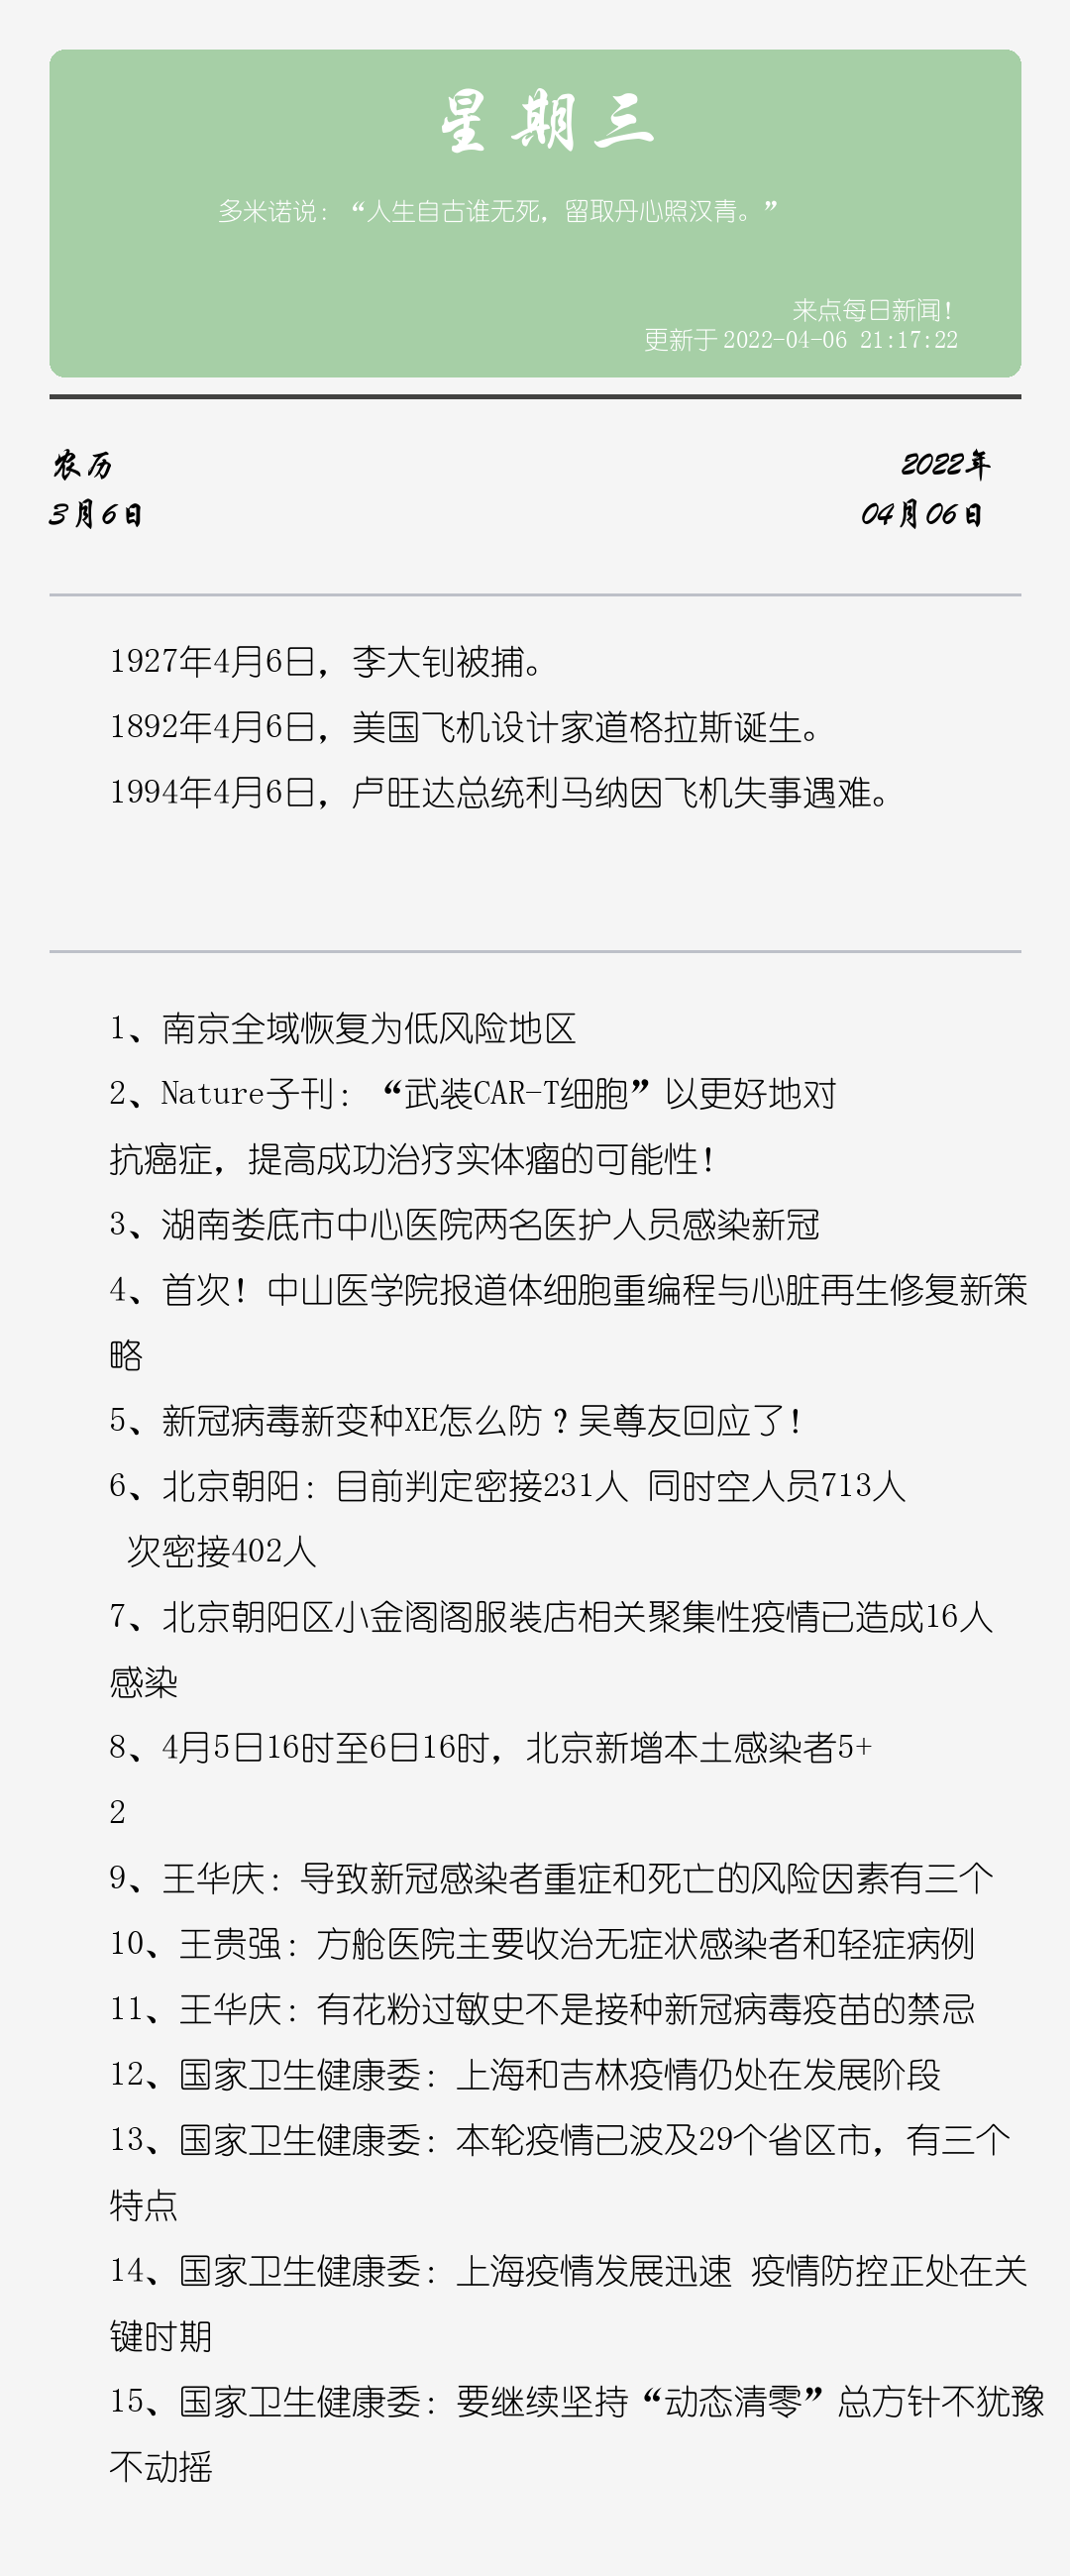 星期三
多米诺说：“人生自古谁无死，留取丹心照汉青。”
来点每日新闻！
更新于 2022-04-06 21:17:22
农历
2022年
3月6日
04月06日
1927年4月6日，李大钊被捕。
1892年4月6日，美国飞机设计家道格拉斯诞生。
1994年4月6日，卢旺达总统利马纳因飞机失事遇难。
1、南京全域恢复为低风险地区
2、Nature子刊：“武装CAR-T细胞”以更好地对
抗癌症，提高成功治疗实体瘤的可能性！
3、湖南娄底市中心医院两名医护人员感染新冠
4、首次！中山医学院报道体细胞重编程与心脏再生修复新策
略
5、新冠病毒新变种XE怎么防？吴尊友回应了！
6、北京朝阳：目前判定密接231人 同时空人员713人
次密接402人
7、北京朝阳区小金阁阁服装店相关聚集性疫情已造成16人
感染
8、4月5日16时至6日16时，北京新增本土感染者5+
2
9、王华庆：导致新冠感染者重症和死亡的风险因素有三个
10、王贵强：方舱医院主要收治无症状感染者和轻症病例
11、王华庆：有花粉过敏史不是接种新冠病毒疫苗的禁忌
12、国家卫生健康委：上海和吉林疫情仍处在发展阶段
13、国家卫生健康委：本轮疫情已波及29个省区市，有三个
特点
14、国家卫生健康委：上海疫情发展迅速 疫情防控正处在关
键时期
15、国家卫生健康委：要继续坚持“动态清零”总方针不犹豫
不动摇